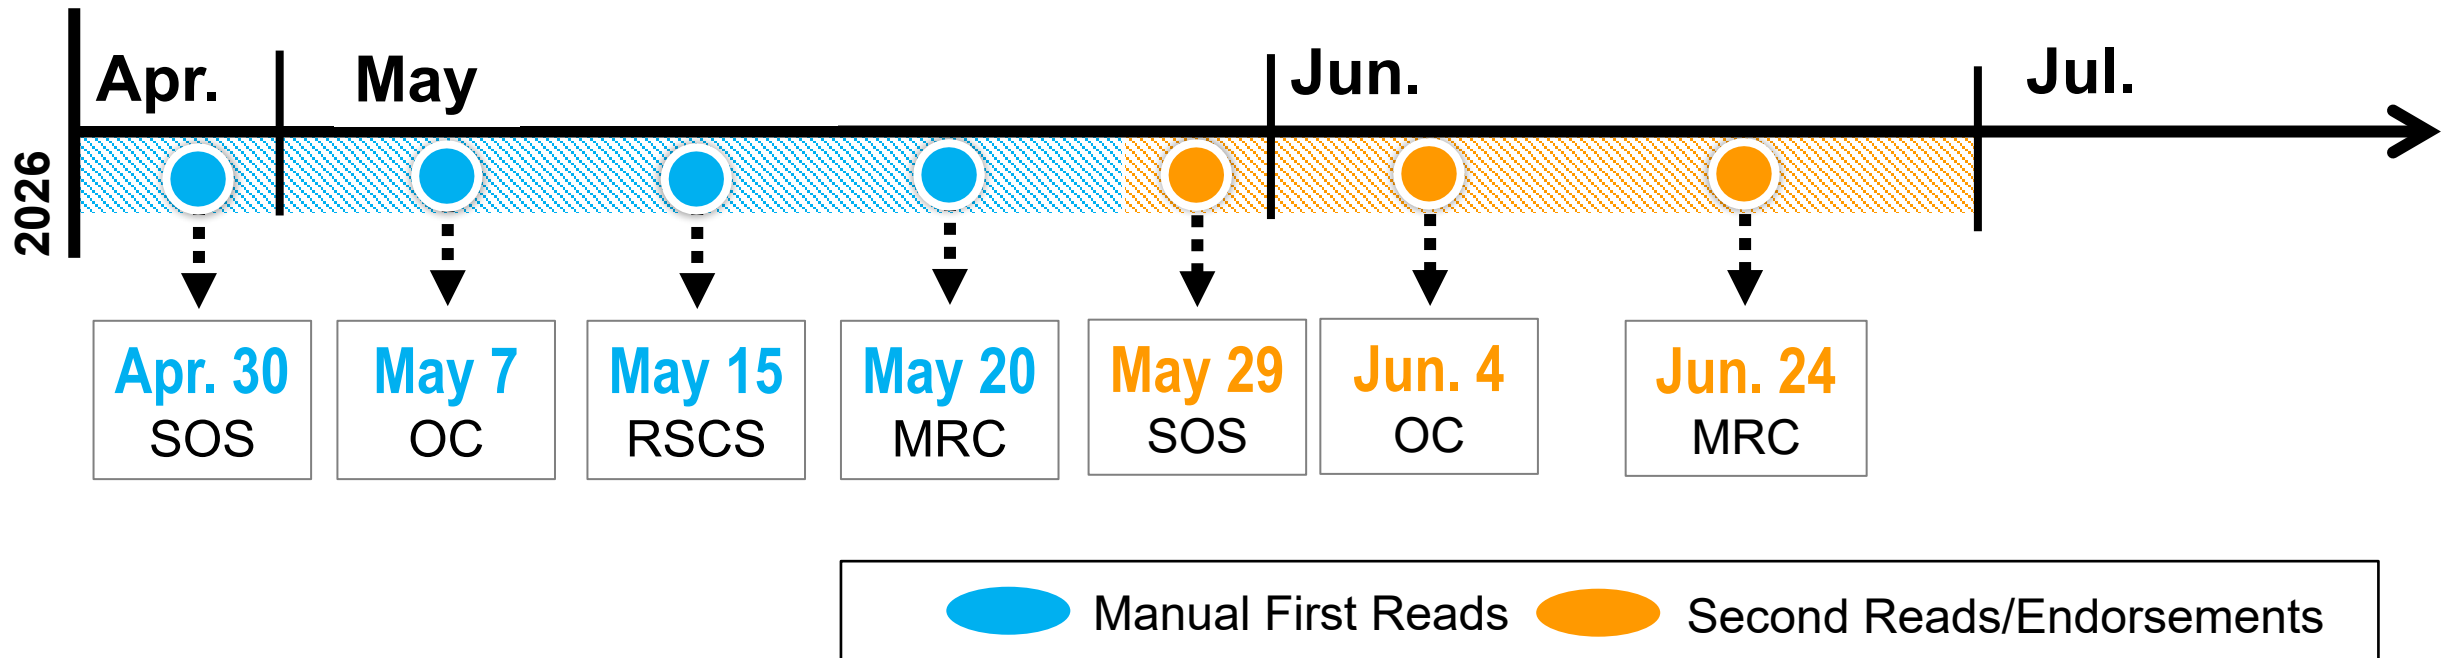 Apr.
May
Jun.
Jul.
2026
Apr. 30
SOS
May 7
OC
May 15
RSCS
May 20
MRC
May 29
SOS
Jun. 4
OC
Jun. 24
MRC
Manual First Reads
Second Reads/Endorsements